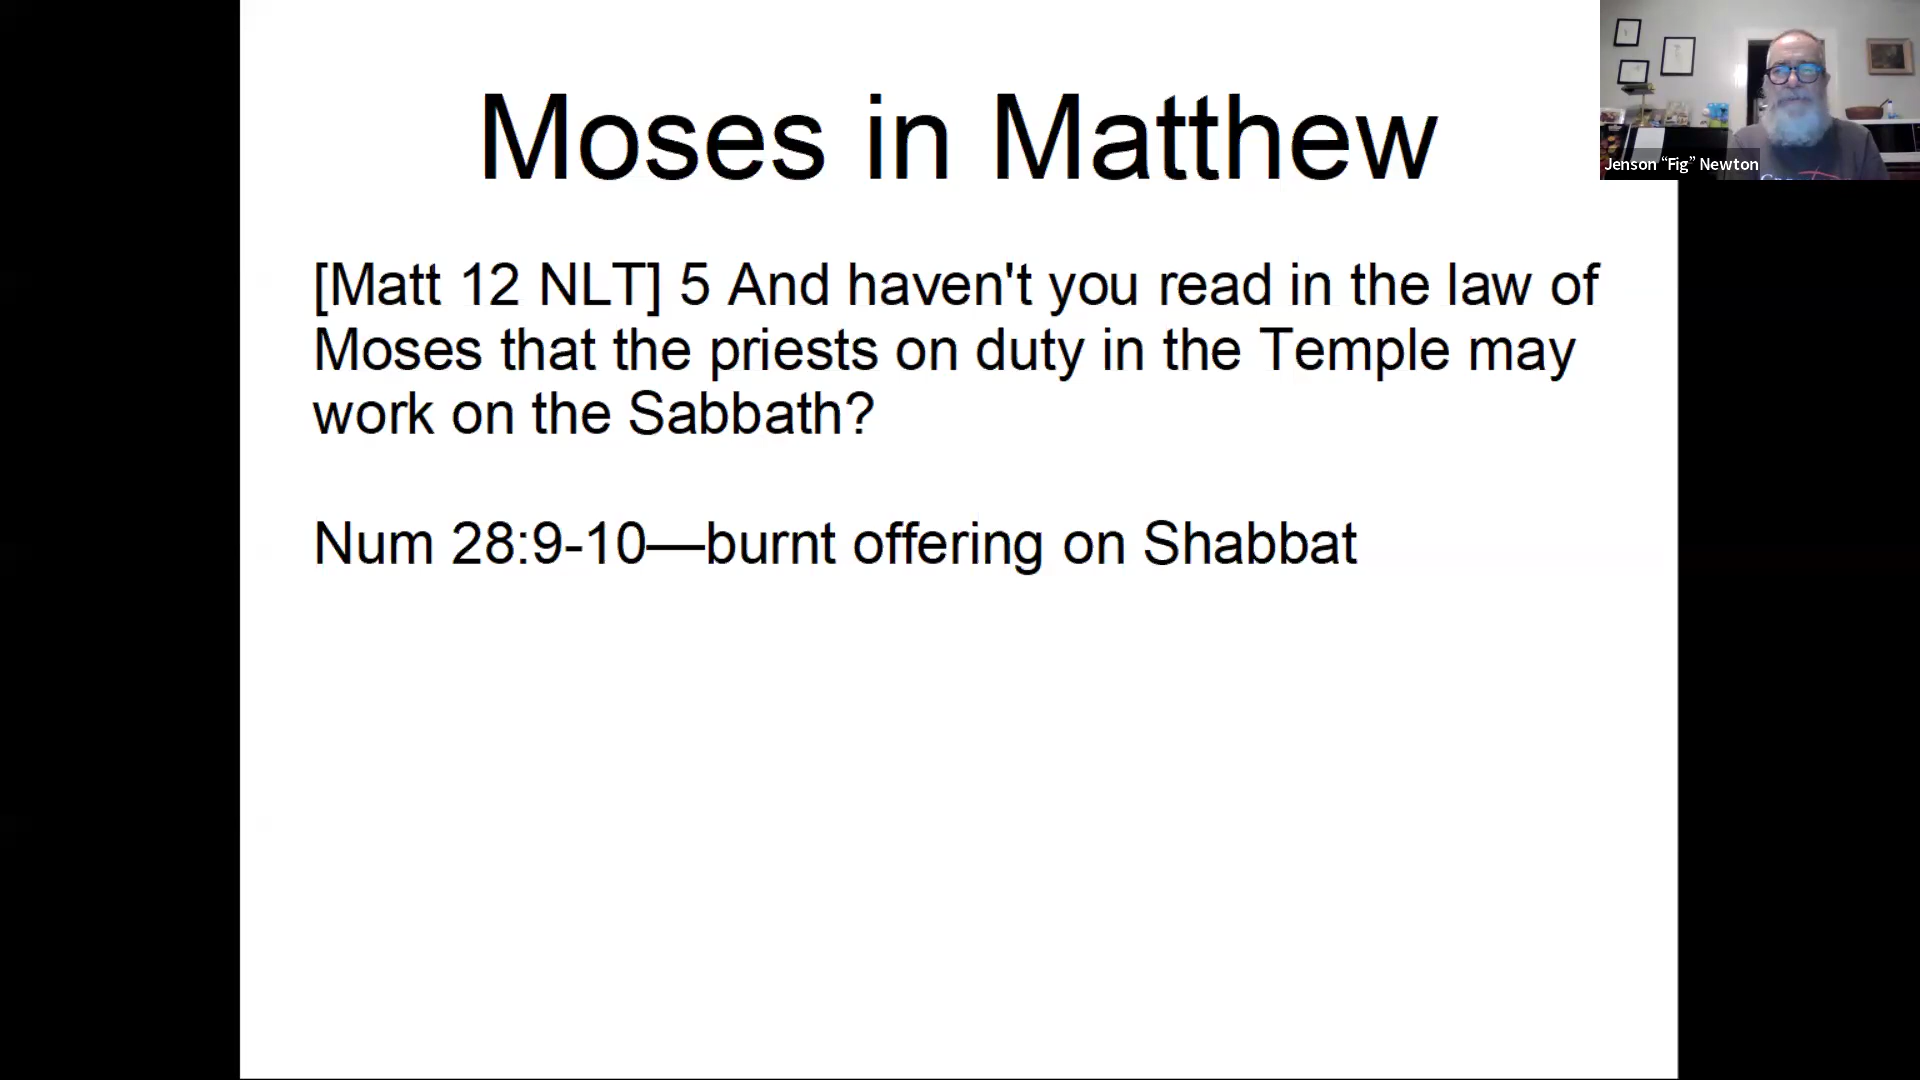 Moses in Matthew
[Matt 12 NLT] 5 And haven't you read in the law of
Moses that the priests on duty in the Temple may
work on the Sabbath?
Num 28:9-10—burnt offering on Shabbat
Jenson “Fig” Newton